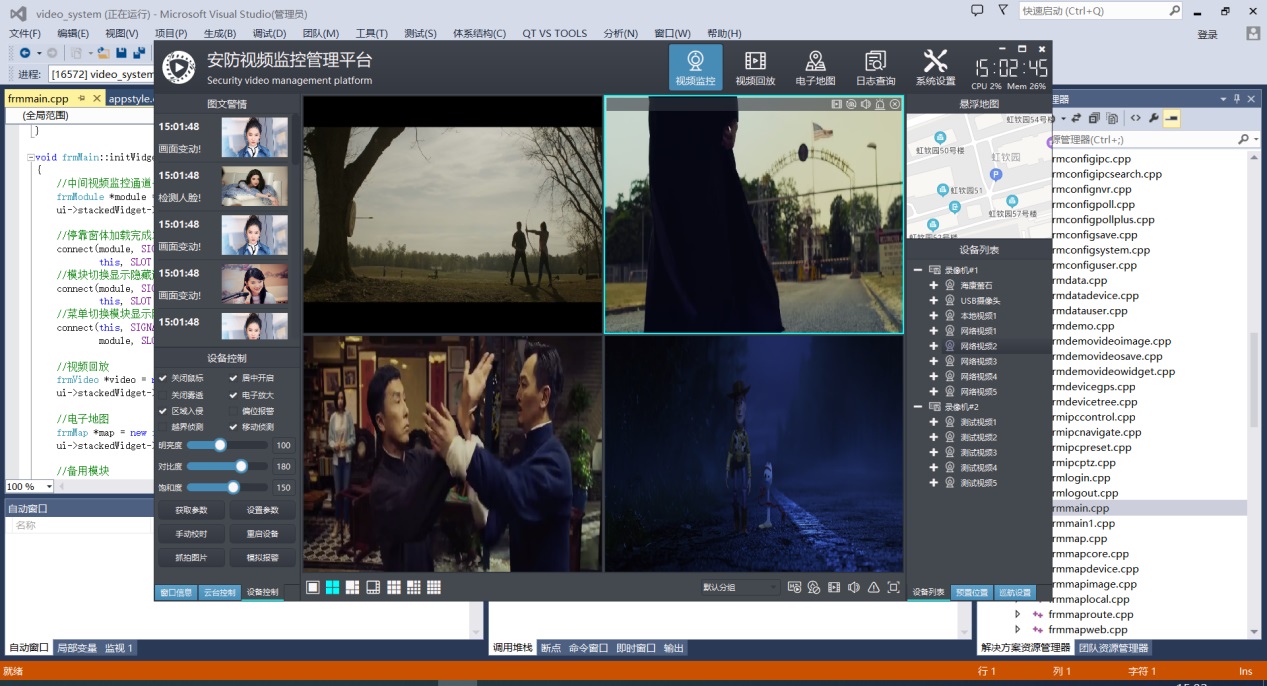 video_system (正在运行) - Microsoft Visual Studio(管理员)
快速启动 (Ctrl+Q)
文件(F) 编辑(E) 视图(V) 项目(P) 生成(B) 调试(D) 团队(M) 工具(T) 测试(S) 体系结构(C) QT VS TOOLS 分析(N) 窗口(W) 帮助(H)
登录
进程: [16572] video_system
frmmain.cpp
appstyle.
(全局范围)
}
void frmMain::initWidge
{
//中间视频监控通道
frmModule *module =
ui->stackedWidget-
//停靠窗体加载完成
connect(module, SIG
this, SLOT
//模块切换显示隐藏
connect(module, SIG
this, SLOT
//菜单切换模块显示
connect(this, SIGNA
module, SLO
//视频回放
frmVideo *video = n
ui->stackedWidget-
//电子地图
frmMap *map = new
ui->stackedWidget-
//备用模块
100 %
自动窗口
名称
自动窗口 局部变量 监视 1
安防视频监控管理平台
Security video management platform
视频监控 视频回放 电子地图 日志查询 系统设置
15:02:45
CPU 2% Mem 26%
图文警情
15:01:48
画面变动!
15:01:48
检测人脸!
15:01:48
画面变动!
15:01:48
画面变动!
15:01:48
设备控制
关闭鼠标 居中开启
关闭雾透 电子放大
区域入侵 偏位报警
越界侦测 移动侦测
明亮度 100
对比度 180
饱和度 150
获取参数 设置参数
手动校时 重启设备
抓拍图片 模拟报警
窗口信息 云台控制 设备控制
默认分组
悬浮地图
虹钦园54号楼
虹钦园50号楼
虹钦园
P
虹钦园51
虹钦园57号楼
设备列表
录像机#1
海康萤石
USB摄像头
本地视频1
网络视频1
网络视频2
网络视频3
网络视频4
网络视频5
录像机#2
测试视频1
测试视频2
测试视频3
测试视频4
测试视频5
设备列表 预置位置 巡航设置
理器
源管理器(Ctrl+;)
rmconfigipc.cpp
rmconfigipcsearch.cpp
rmconfignvr.cpp
rmconfigpoll.cpp
rmconfigpollplus.cpp
rmconfigsave.cpp
rmconfigsystem.cpp
rmconfiguser.cpp
rmdata.cpp
rmdatadevice.cpp
rmdatauser.cpp
rmdemo.cpp
rmdemovideoimage.cpp
rmdemovideosave.cpp
rmdemovideowidget.cpp
rmdevicegps.cpp
rmdevicetree.cpp
rmipccontrol.cpp
rmipcnavigate.cpp
rmipcpreset.cpp
rmipcptz.cpp
rmlogin.cpp
rmlogout.cpp
rmmain.cpp
rmmain1.cpp
rmmap.cpp
rmmapcore.cpp
rmmapdevice.cpp
rmmapimage.cpp
rmmaplocal.cpp
frmmaproute.cpp
frmmapweb.cpp
调用堆栈 断点 命令窗口 即时窗口 输出
解决方案资源管理器 团队资源管理器
就绪
行 1 列 1 字符 1 Ins